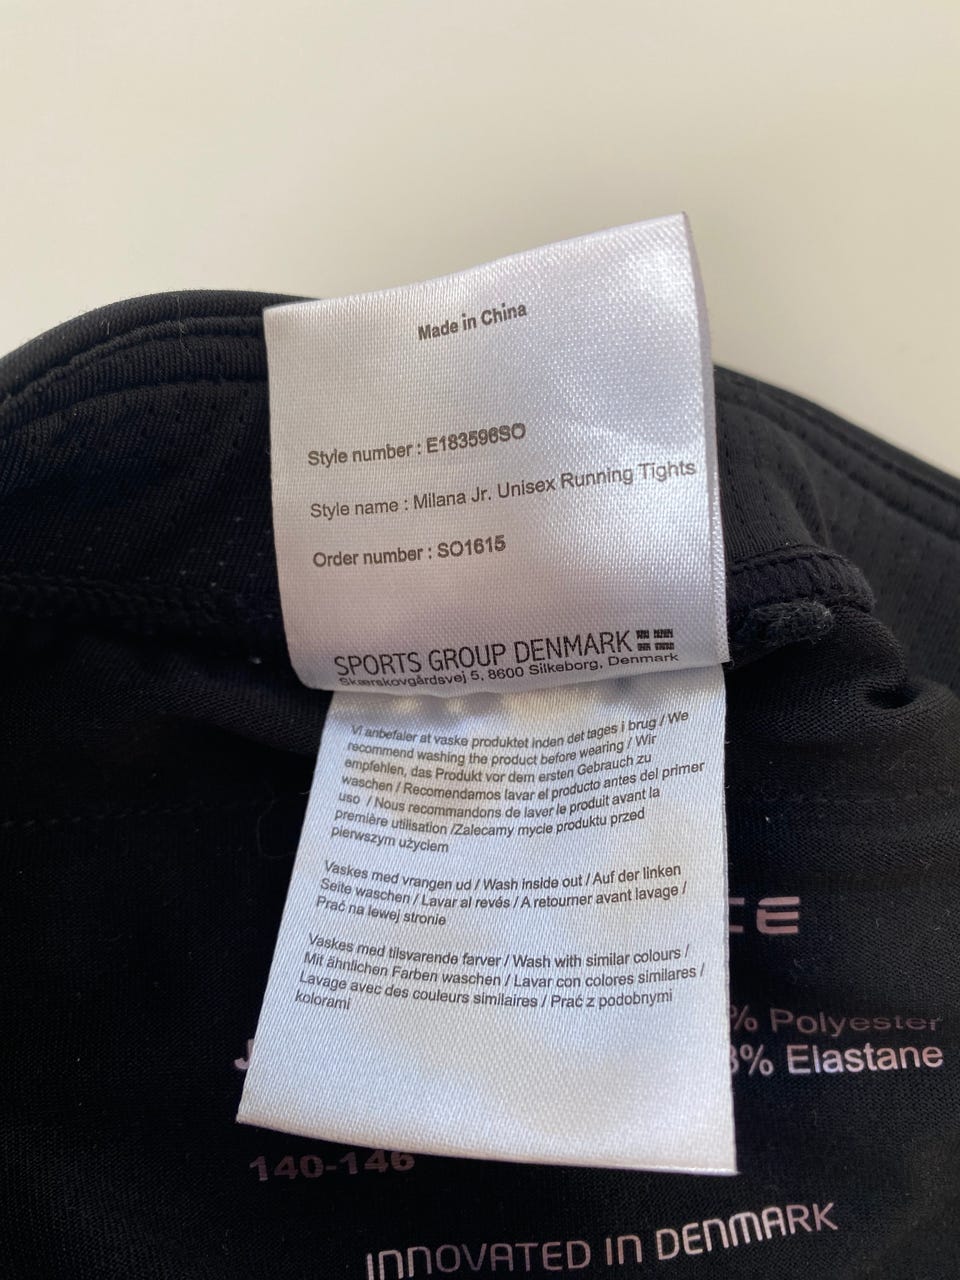 Made in China
Style number : E183596SO
Style name : Milana Jr. Unisex Running Tights
Order number : SO1615
SPORTS GROUP DENMARK
Skærskovgårdsvej 5, 8600 Silkeborg, Denmark
Vi anbefaler at vaske produktet inden det tages i brug / We
recommend washing the product before wearing / Wir
empfehlen, das Produkt vor dem ersten Gebrauch zu
waschen / Recomendamos lavar el producto antes del primer
uso / Nous recommandons de laver le produit avant la
première utilisation /Zalecamy mycie produktu przed
pierwszym użyciem
Vaskes med vrangen ud / Wash inside out / Auf der linken
Seite waschen / Lavar al revés / A retourner avant lavage /
Prać na lewej stronie
Vaskes med tilsvarende farver / Wash with similar colours /
Mit ähnlichen Farben waschen / Lavar con colores similares /
Lavage avec des couleurs similaires / Prać z podobnymi
kolorami
% Polyester
% Elastane
140-146
INNOVATED IN DENMARK